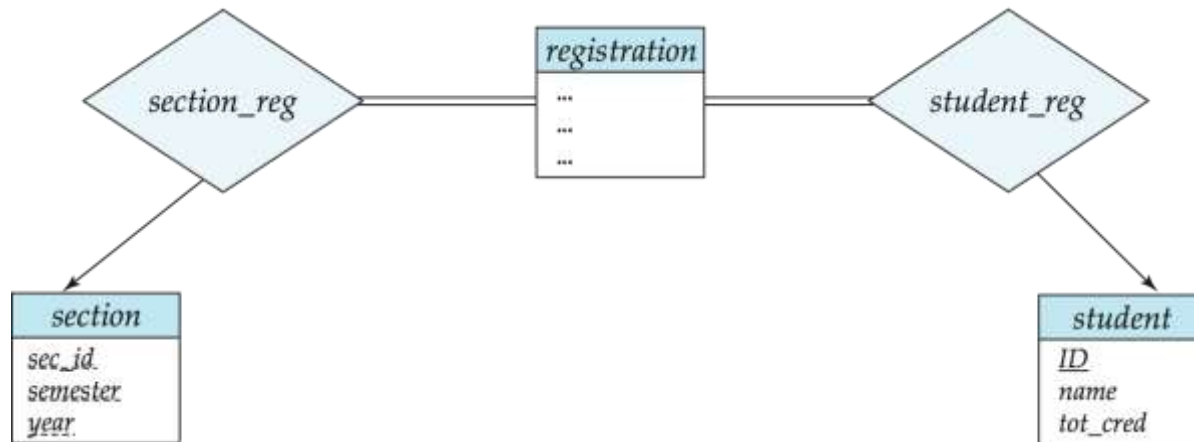 registration
...
...
...
section_reg
student_reg
section
sec_id
semester
year
student
ID
name
tot_cred